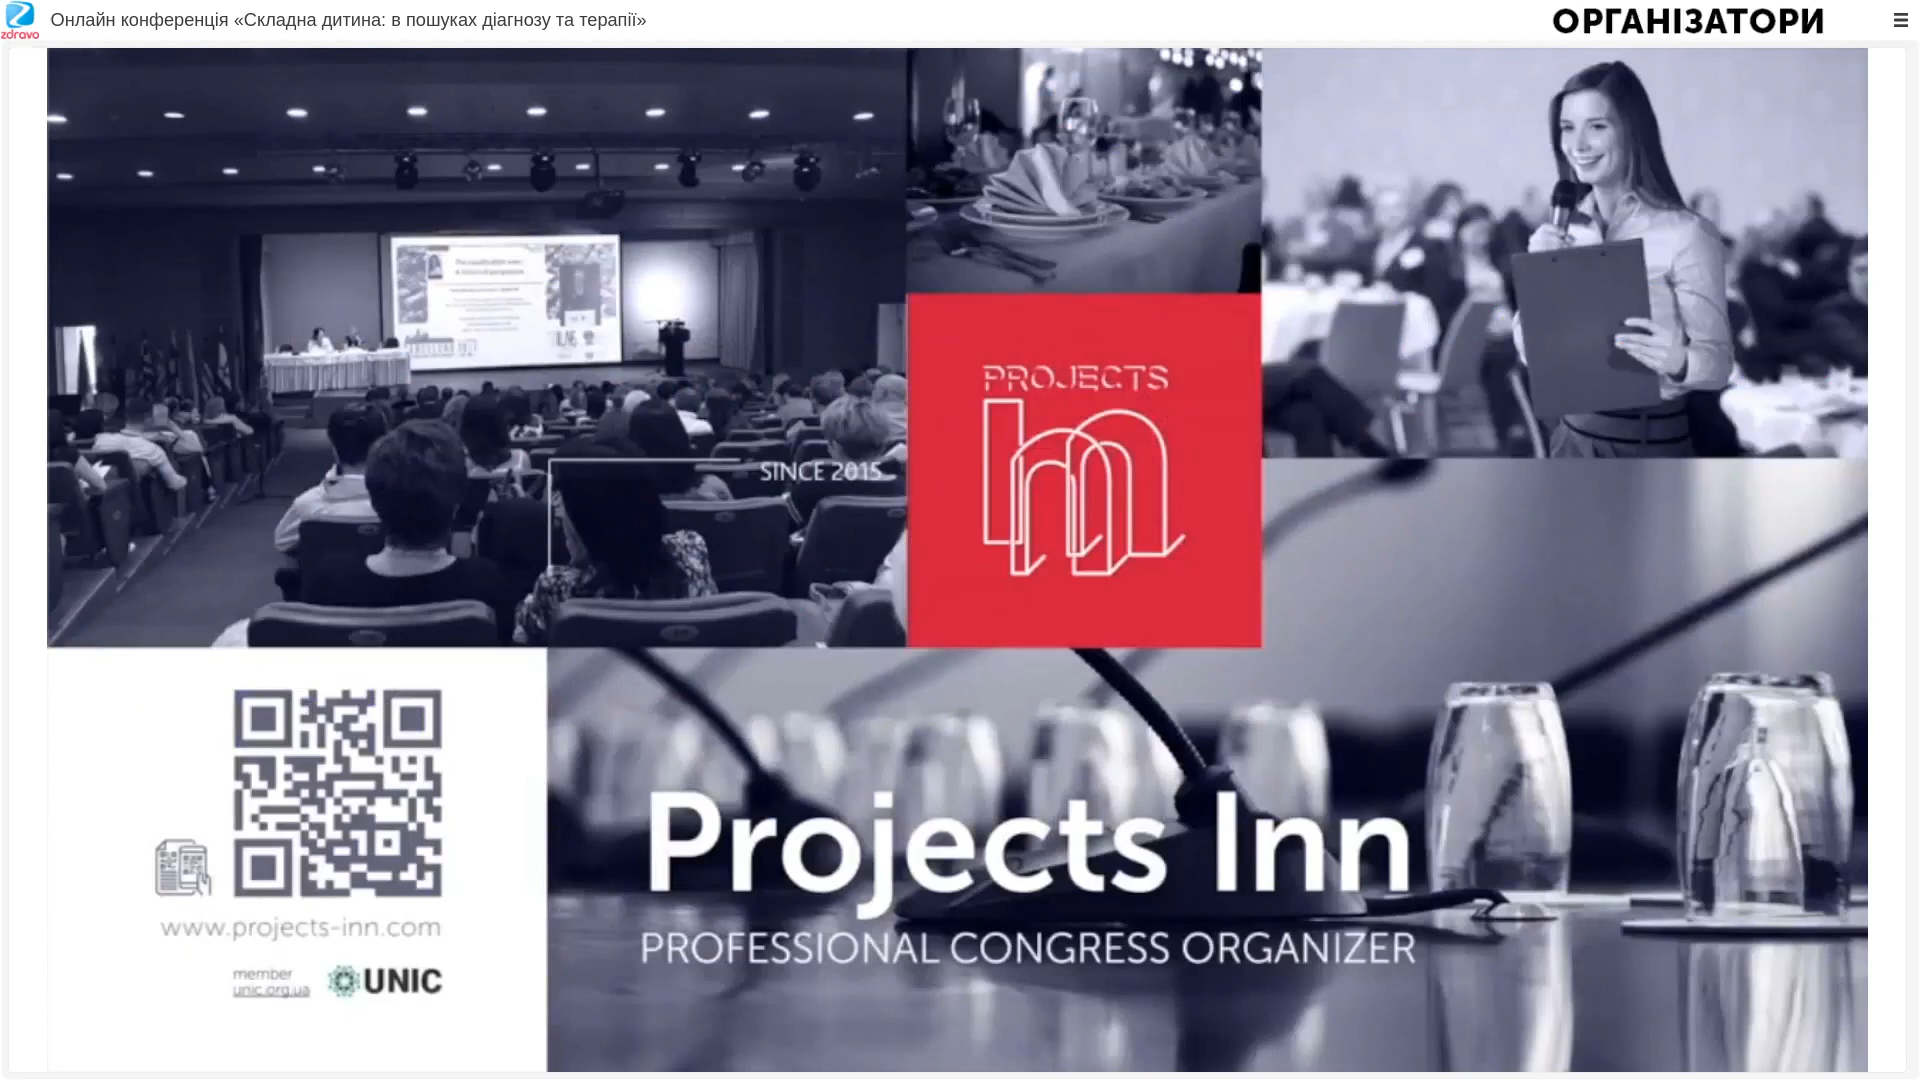 zdravo
Онлайн конференція «Складна дитина: в пошуках діагнозу та терапії»
ОРГАНІЗАТОРИ
SINCE 2015
PROJECTS
Inn
www.projects-inn.com
member
unic.org.ua
UNIC
Projects Inn
PROFESSIONAL CONGRESS ORGANIZER